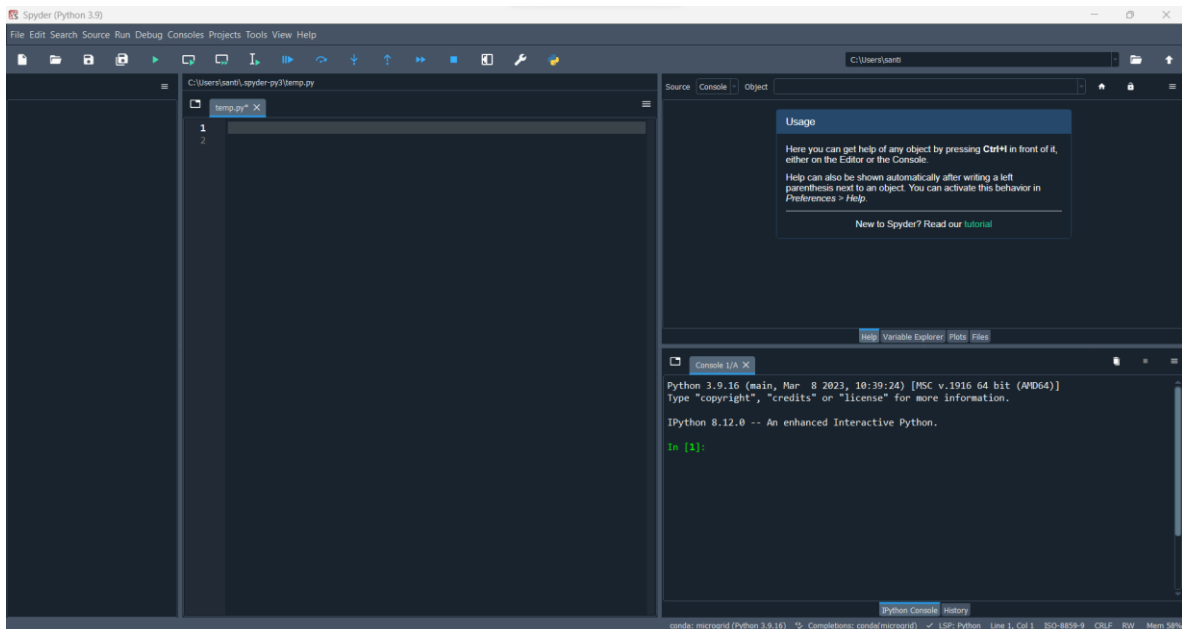 Spyder (Python 3.9)
File Edit Search Source Run Debug Consoles Projects Tools View Help
C:\Users\santi
C:\Users\santi\.spyder-py3\temp.py
temp.py*
1
2
Source Console Object
Usage
Here you can get help of any object by pressing Ctrl+I in front of it,
either on the Editor or the Console.
Help can also be shown automatically after writing a left
parenthesis next to an object. You can activate this behavior in
Preferences > Help.
New to Spyder? Read our tutorial
Help Variable Explorer Plots Files
Console 1/A
Python 3.9.16 (main, Mar 8 2023, 10:39:24) [MSC v.1916 64 bit (AMD64)]
Type "copyright", "credits" or "license" for more information.
IPython 8.12.0 -- An enhanced Interactive Python.
In [1]:
IPython Console History
conda: microgrid (Python 3.9.16) Completions: conda(microgrid) ✓ LSP: Python Line 1, Col 1 ISO-8859-9 CRLF RW Mem 58%